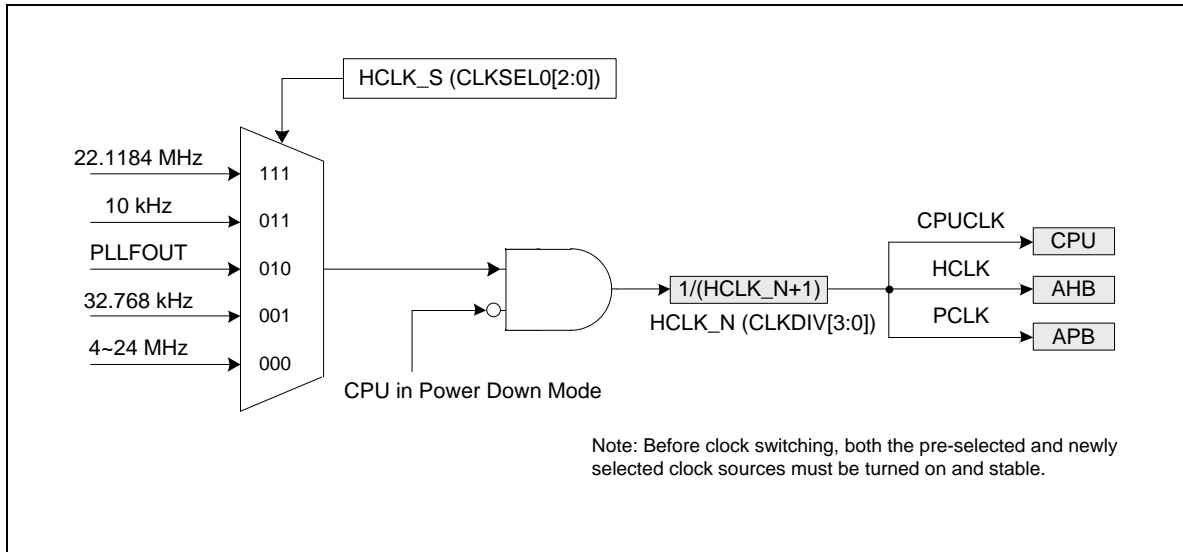 HCLK_S (CLKSEL0[2:0])
22.1184 MHz
111
10 kHz
011
PLLFOUT
010
32.768 kHz
001
4~24 MHz
000
CPU in Power Down Mode
1/(HCLK_N+1)
HCLK_N (CLKDIV[3:0])
CPUCLK
CPU
HCLK
AHB
PCLK
APB
Note: Before clock switching, both the pre-selected and newly
selected clock sources must be turned on and stable.